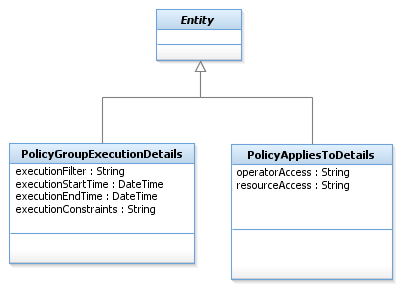 Entity
PolicyGroupExecutionDetails
executionFilter : String
executionStartTime : DateTime
executionEndTime : DateTime
executionConstraints : String
PolicyAppliesToDetails
operatorAccess : String
resourceAccess : String